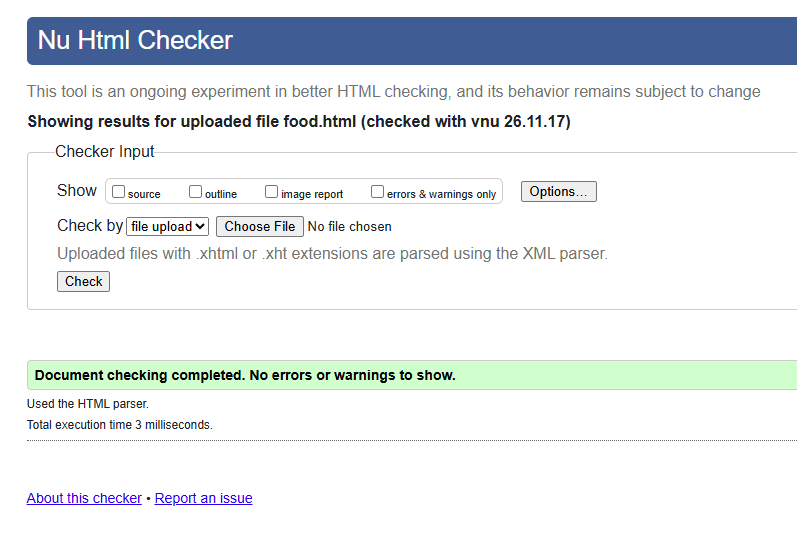 Nu Html Checker
This tool is an ongoing experiment in better HTML checking, and its behavior remains subject to change
Showing results for uploaded file food.html (checked with vnu 26.11.17)
Checker Input
Show source outline image report errors & warnings only Options...
Check by file upload Choose File No file chosen
Uploaded files with .xhtml or .xht extensions are parsed using the XML parser.
Check
Document checking completed. No errors or warnings to show.
Used the HTML parser.
Total execution time 3 milliseconds.
About this checker • Report an issue